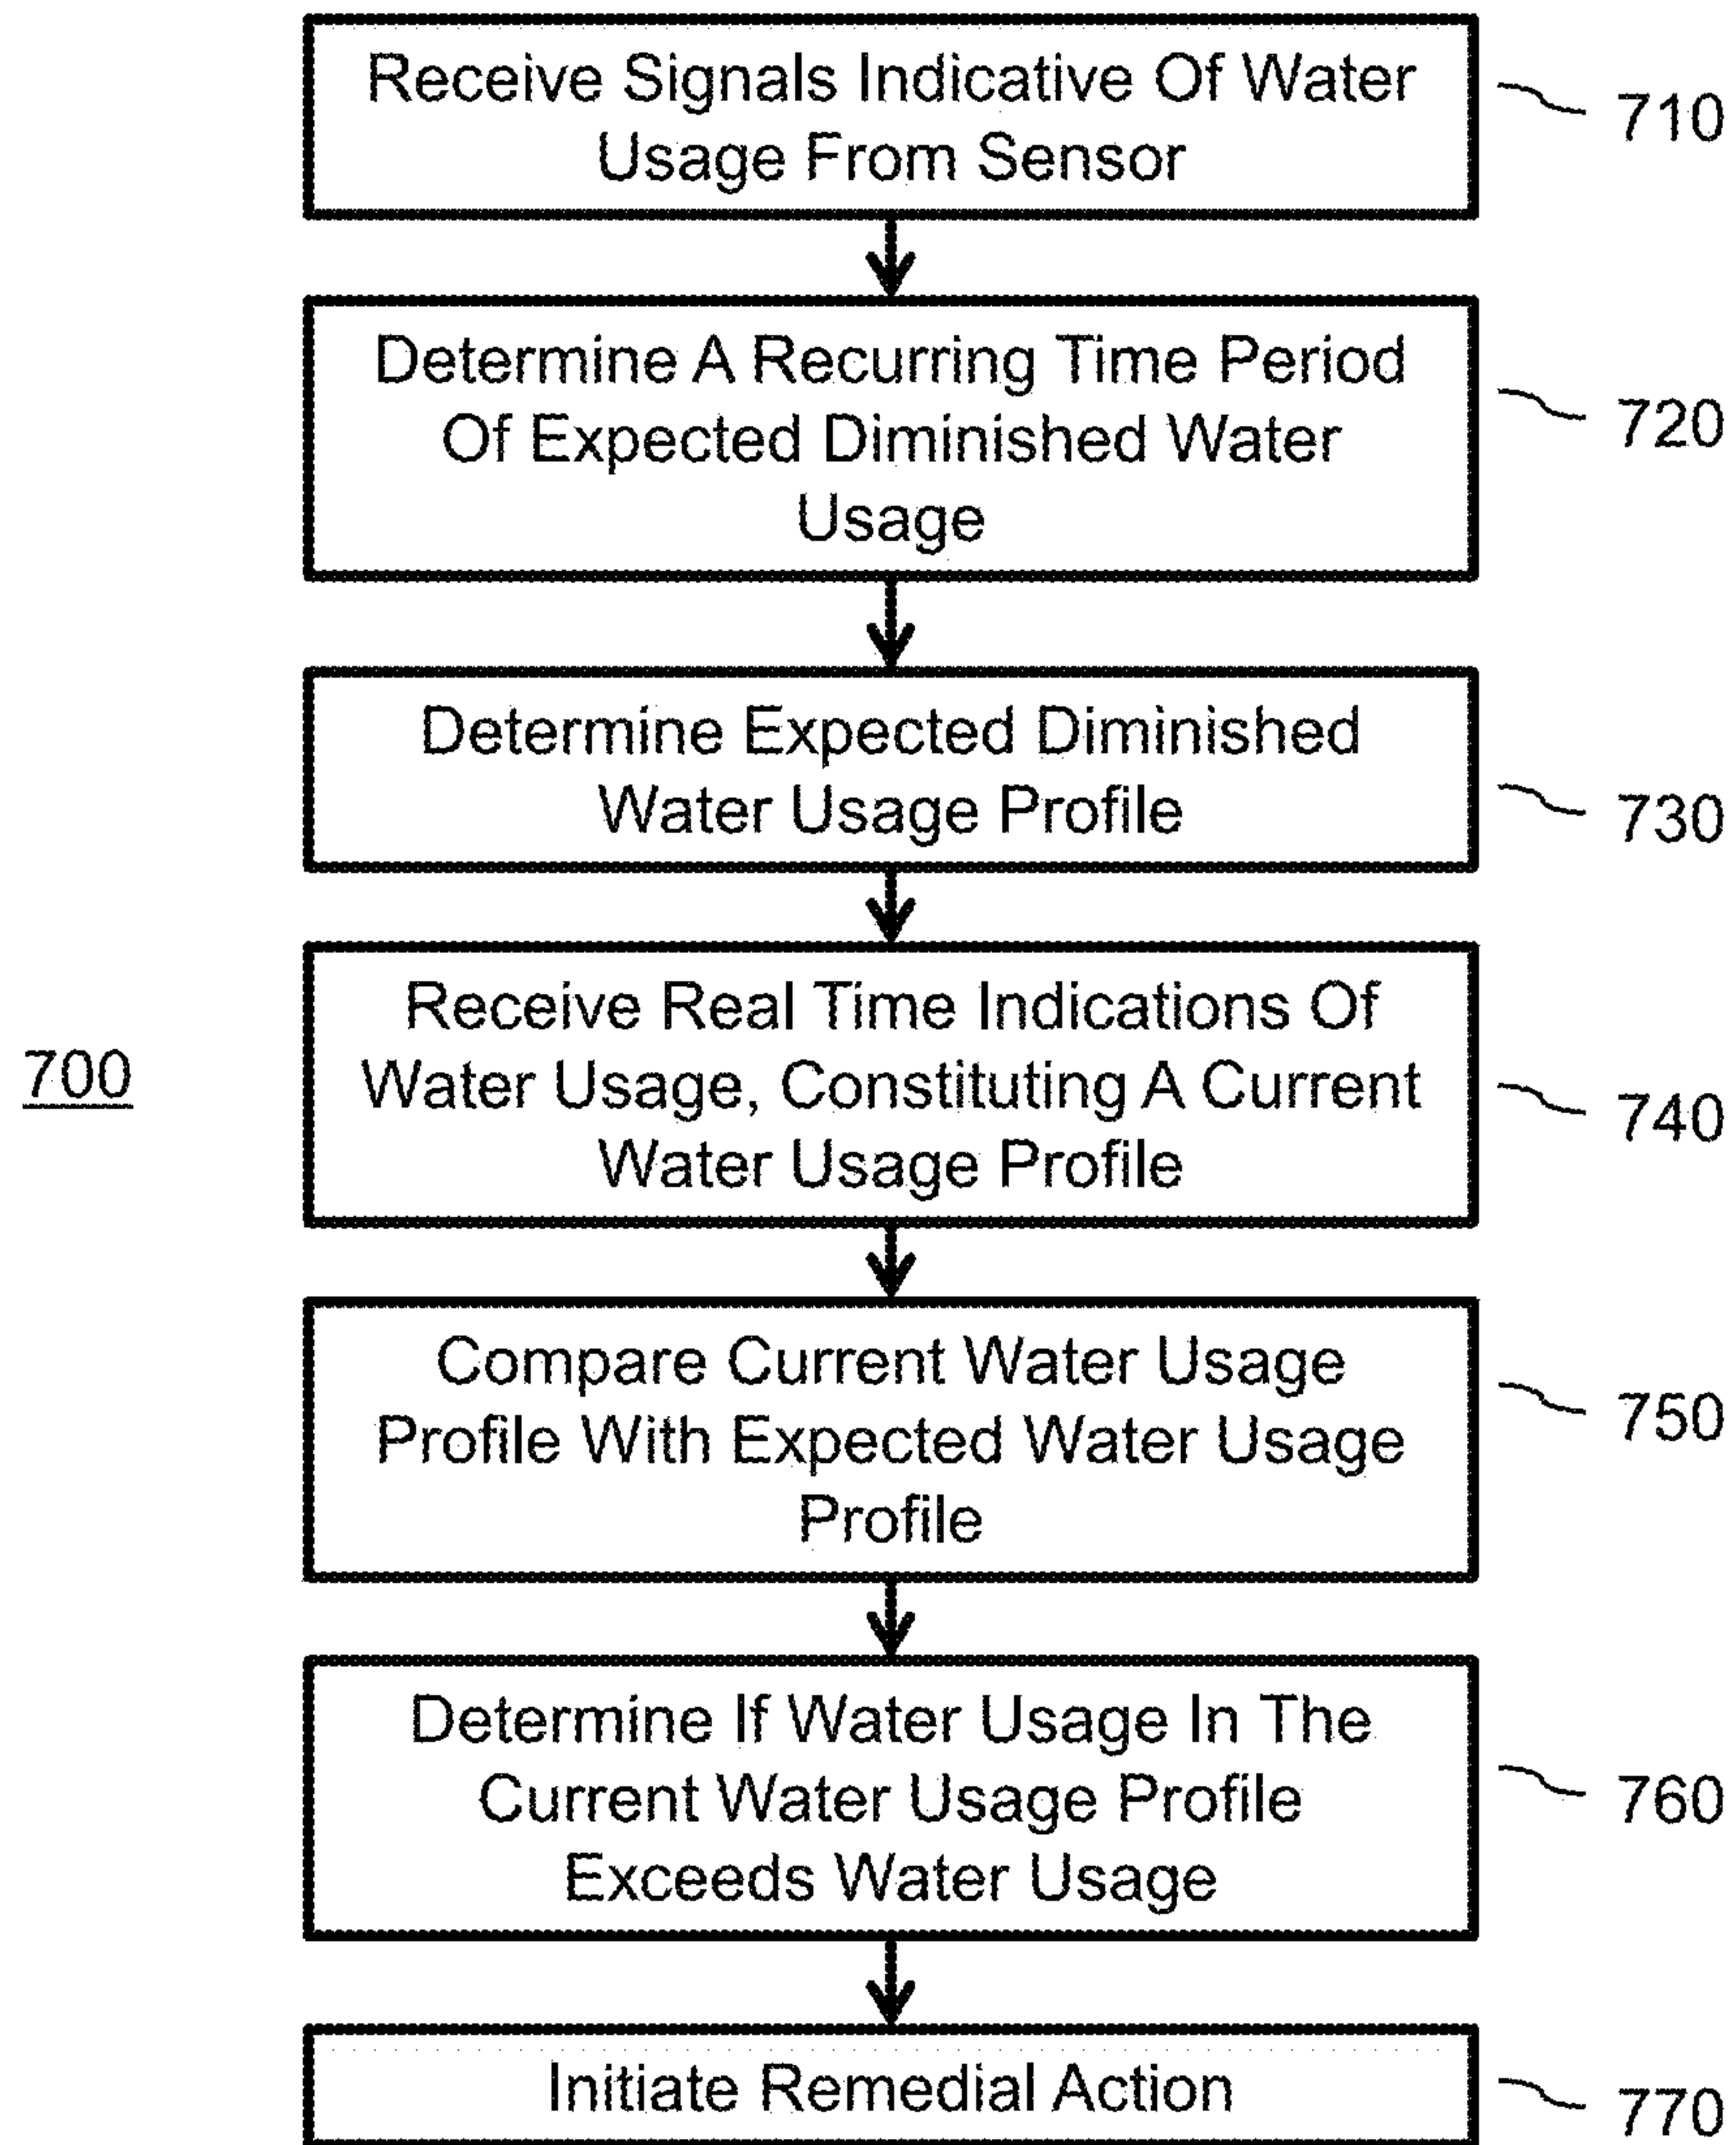 Receive Signals Indicative Of Water
Usage From Sensor
710
Determine A Recurring Time Period
Of Expected Diminished Water
Usage
720
Determine Expected Diminished
Water Usage Profile
730
700
Receive Real Time Indications Of
Water Usage, Constituting A Current
Water Usage Profile
740
Compare Current Water Usage
Profile With Expected Water Usage
Profile
750
Determine If Water Usage In The
Current Water Usage Profile
Exceeds Water Usage
760
Initiate Remedial Action
770